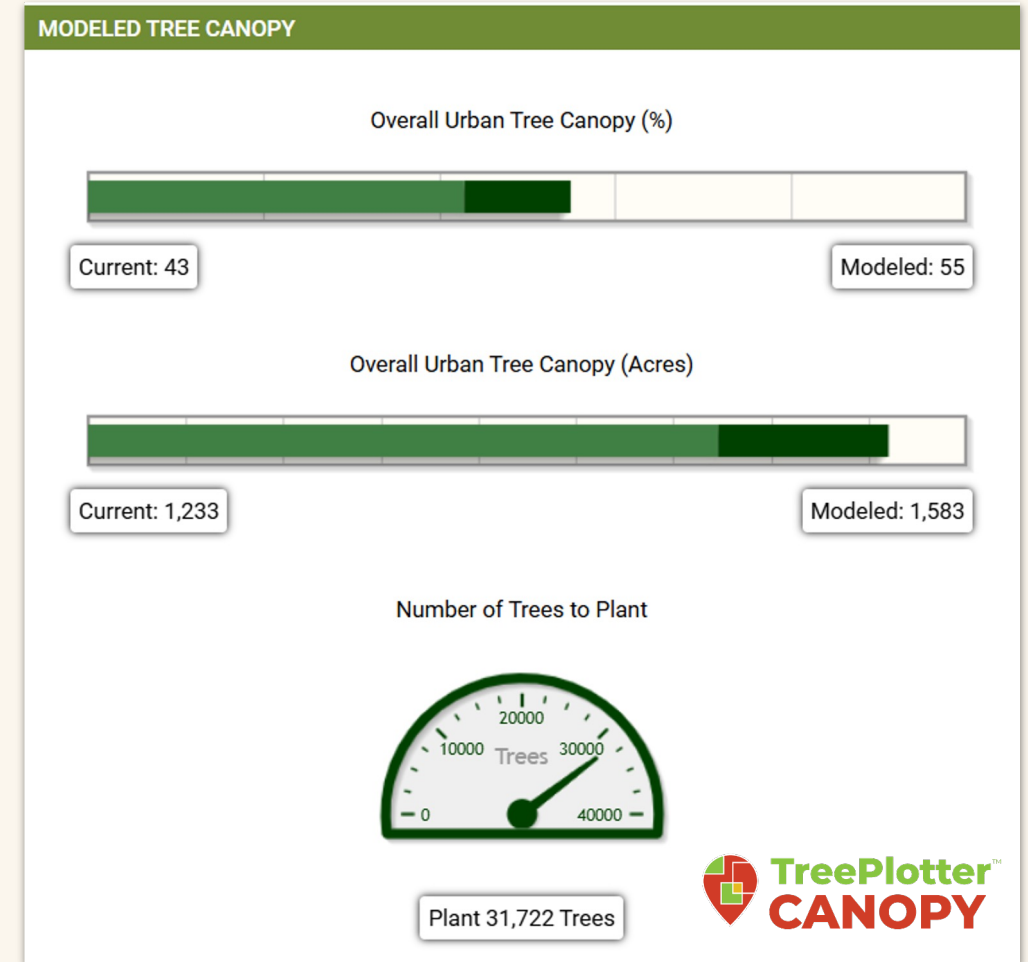 MODELED TREE CANOPY
Overall Urban Tree Canopy (%)
Current: 43
Modeled: 55
Overall Urban Tree Canopy (Acres)
Current: 1,233
Modeled: 1,583
Number of Trees to Plant
20000
10000
Trees
30000
0
40000
TreePlotter™
CANOPY
Plant 31,722 Trees